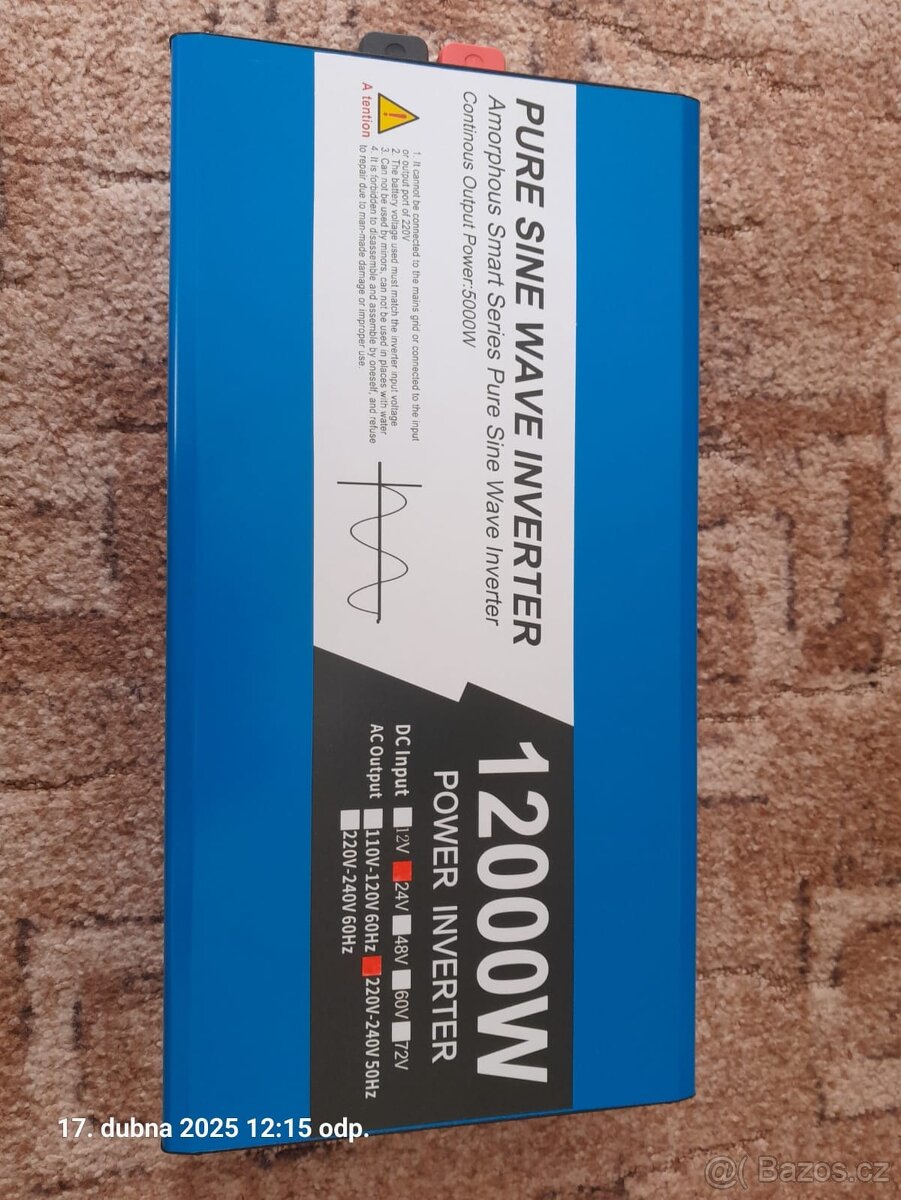 PURE SINE WAVE INVERTER
Amorphous Smart Series Pure Sine Wave Inverter
Continous Output Power:5000W
A tention
1. It cannot be connected to the mains grid or connected to the input
or output port of 220V
2. The battery voltage used must match the inverter input voltage
3. Can not be used by minors, can not be used in places with water
4. It is forbidden to disassemble and assemble by oneself, and refuse
to repair due to man-made damage or improper use
12000W
POWER INVERTER
DC Input 12V 24V 48V 60V 72V
AC Output 110V-120V 60Hz 220V-240V 50Hz
220V-240V 60Hz
17. dubna 2025 12:15 odp.
@( Bazos.cz